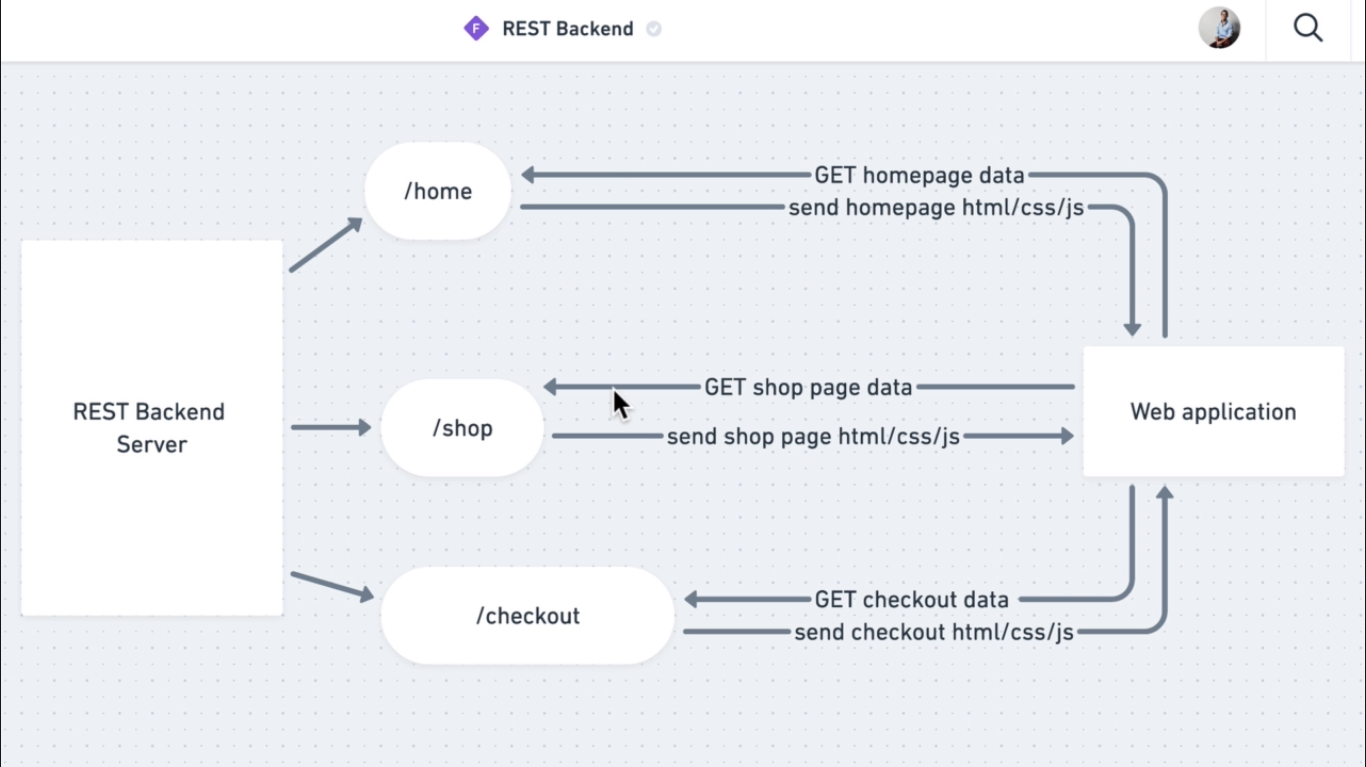 F
REST Backend
/home
GET homepage data
send homepage html/css/js
REST Backend
Server
/shop
GET shop page data
send shop page html/css/js
Web application
/checkout
GET checkout data
send checkout html/css/js